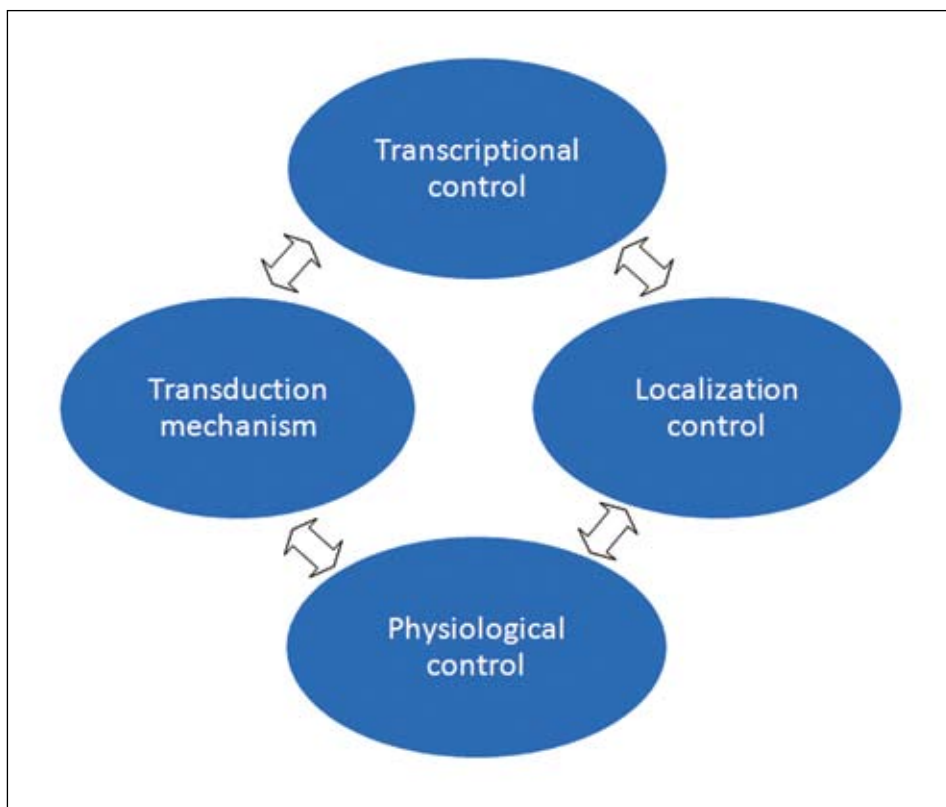 Transcriptional
control
Transduction
mechanism
Localization
control
Physiological
control